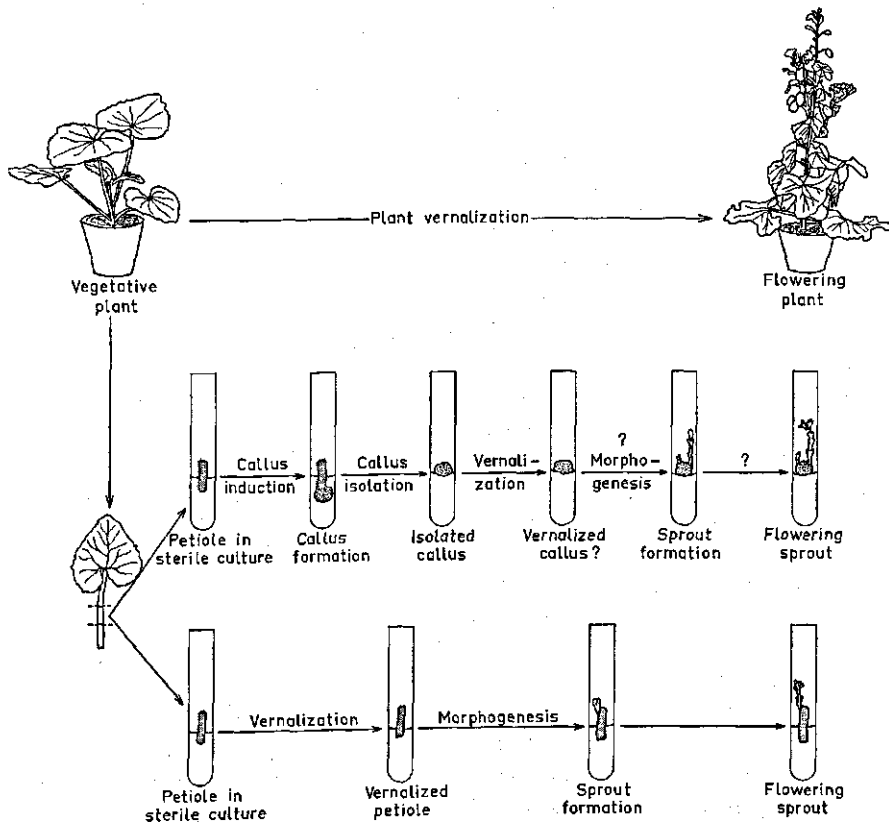 Plant vernalization
Vegetative
plant
Flowering
plant
Callus
induction
Callus
isolation
Vernali-
zation
?
Morpho-
genesis
?
Petiole in
sterile culture
Callus
formation
Isolated
callus
Vernalized
callus ?
Sprout
formation
Flowering
sprout
Vernalization
Morphogenesis
Petiole in
sterile culture
Vernalized
petiole
Sprout
formation
Flowering
sprout